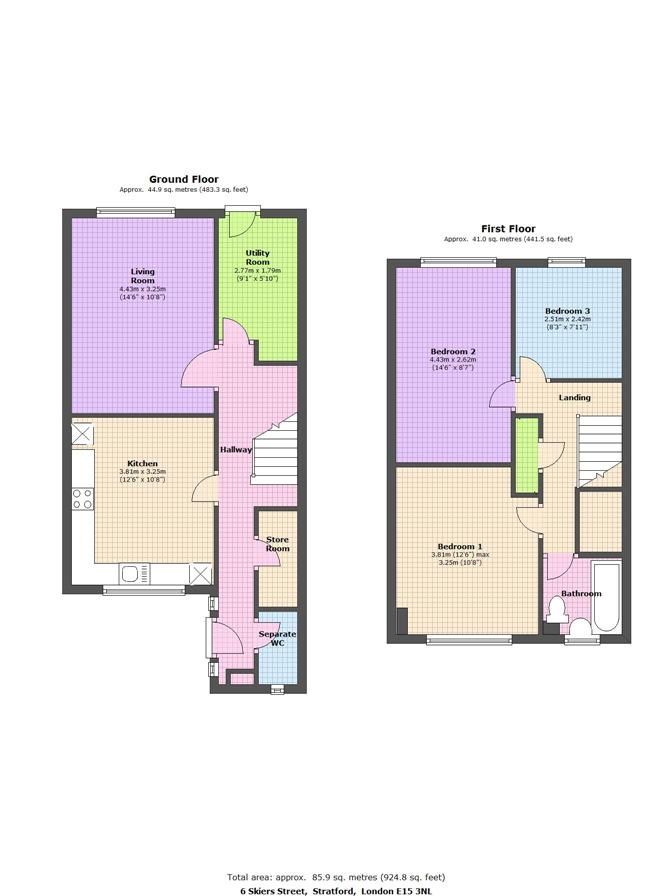 Ground Floor
Approx. 44.9 sq. metres (483.3 sq. feet)
Living
Room
4.43m x 3.25m
(14'6" x 10'8")
Utility
Room
2.77m x 1.79m
(9'1" x 5'10")
Kitchen
3.81m x 3.25m
(12'6" x 10'8")
Hallway
Store
Room
Separate
WC
First Floor
Approx. 41.0 sq. metres (441.5 sq. feet)
Bedroom 3
2.51m x 2.42m
(8'3" x 7'11")
Bedroom 2
4.43m x 2.62m
(14'6" x 8'7")
Landing
Bedroom 1
3.81m (12'6") max
3.25m (10'8")
Bathroom
Total area: approx. 85.9 sq. metres (924.8 sq. feet)
6 Skiers Street, Stratford, London E15 3NL